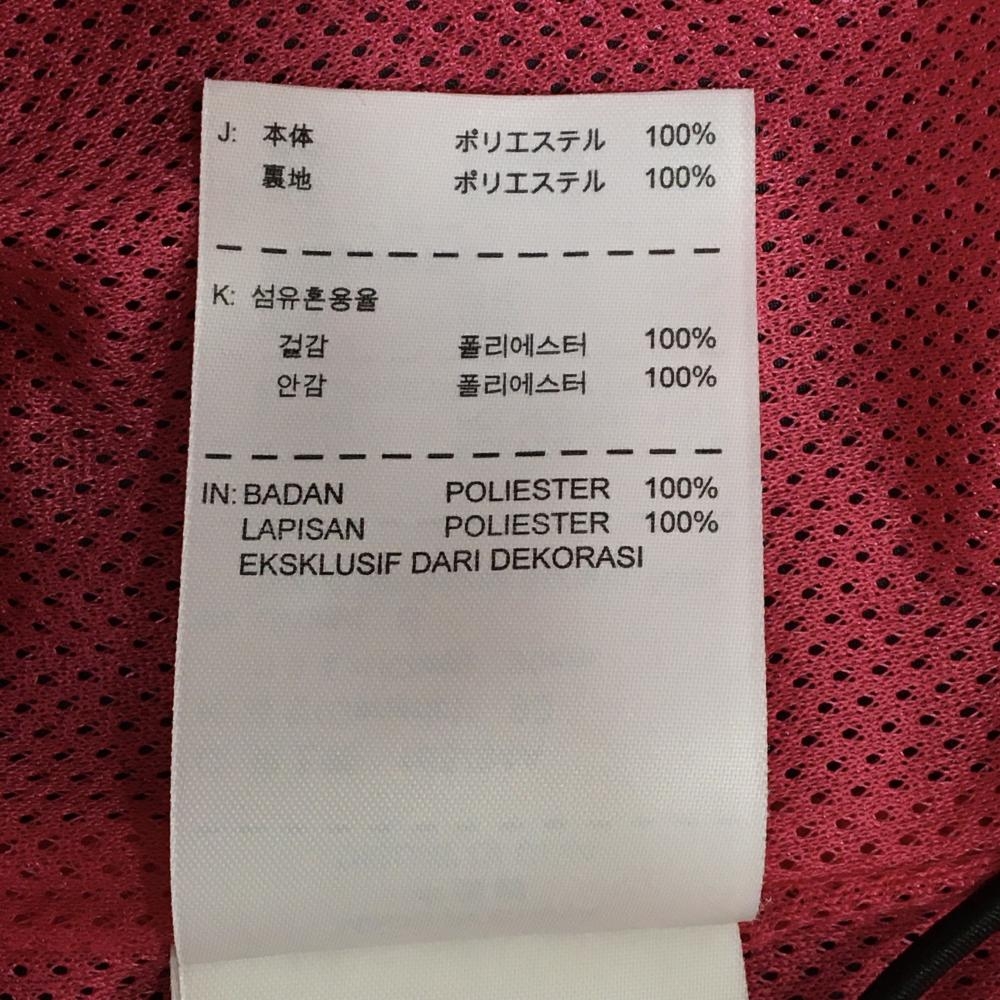 J: 本体 ポリエステル 100%
裏地 ポリエステル 100%
K: 섬유혼용율
겉감 폴리에스터 100%
안감 폴리에스터 100%
IN: BADAN POLIESTER 100%
LAPISAN POLIESTER 100%
EKSKLUSIF DARI DEKORASI